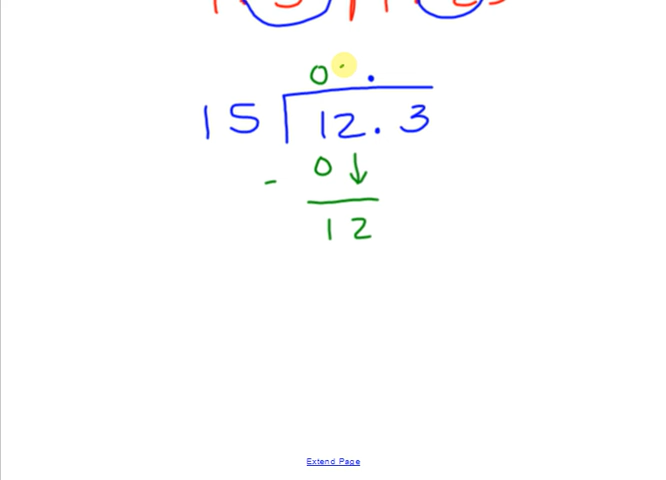 0 .
15 12.3
- 0 ↓
12
Extend Page